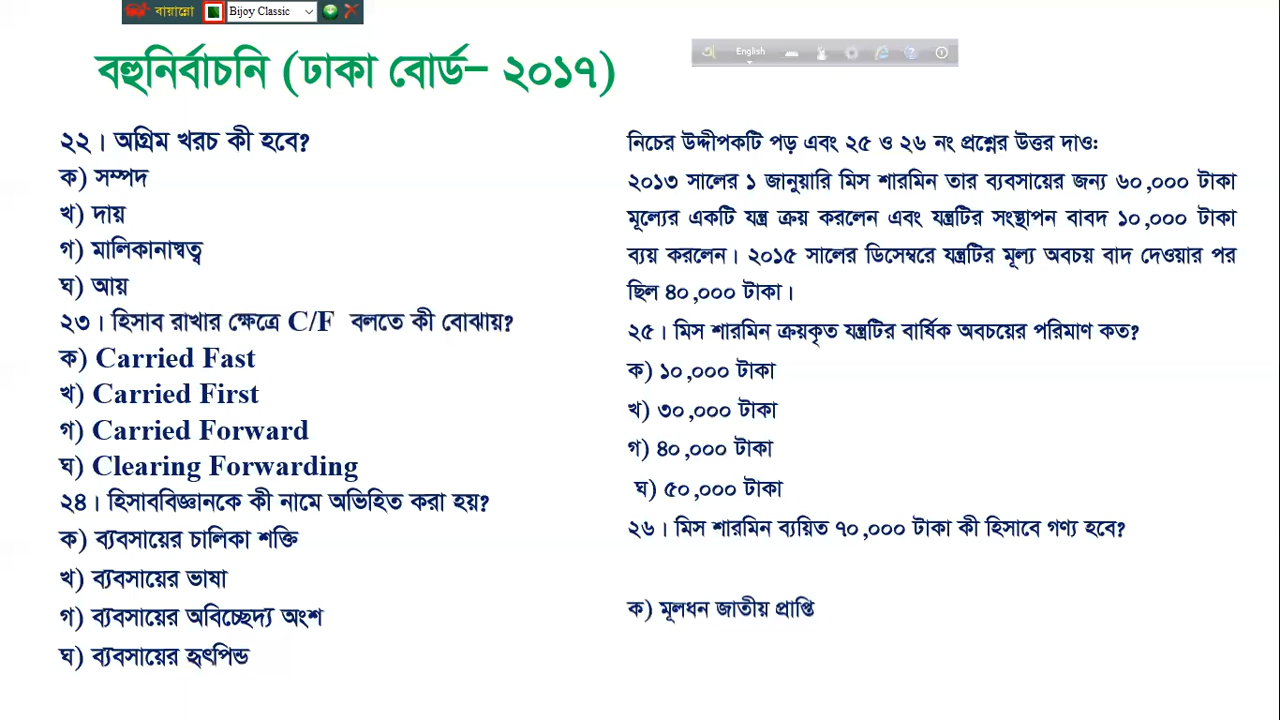 বায়ান্নো Bijoy Classic
English
বহুনির্বাচনি (ঢাকা বোর্ড– ২০১৭)
২২। অগ্রিম খরচ কী হবে?
ক) সম্পদ
খ) দায়
গ) মালিকানাস্বত্ব
ঘ) আয়
২৩। হিসাব রাখার ক্ষেত্রে C/F বলতে কী বোঝায়?
ক) Carried Fast
খ) Carried First
গ) Carried Forward
ঘ) Clearing Forwarding
২৪। হিসাববিজ্ঞানকে কী নামে অভিহিত করা হয়?
ক) ব্যবসায়ের চালিকা শক্তি
খ) ব্যবসায়ের ভাষা
গ) ব্যবসায়ের অবিচ্ছেদ্য অংশ
ঘ) ব্যবসায়ের হৃৎপিন্ড
নিচের উদ্দীপকটি পড় এবং ২৫ ও ২৬ নং প্রশ্নের উত্তর দাও:
২০১৩ সালের ১ জানুয়ারি মিস শারমিন তার ব্যবসায়ের জন্য ৬০,০০০ টাকা
মূল্যের একটি যন্ত্র ক্রয় করলেন এবং যন্ত্রটির সংস্থাপন বাবদ ১০,০০০ টাকা
ব্যয় করলেন। ২০১৫ সালের ডিসেম্বরে যন্ত্রটির মূল্য অবচয় বাদ দেওয়ার পর
ছিল ৪০,০০০ টাকা।
২৫। মিস শারমিন ক্রয়কৃত যন্ত্রটির বার্ষিক অবচয়ের পরিমাণ কত?
ক) ১০,০০০ টাকা
খ) ৩০,০০০ টাকা
গ) ৪০,০০০ টাকা
ঘ) ৫০,০০০ টাকা
২৬। মিস শারমিন ব্যয়িত ৭০,০০০ টাকা কী হিসাবে গণ্য হবে?
ক) মূলধন জাতীয় প্রাপ্তি